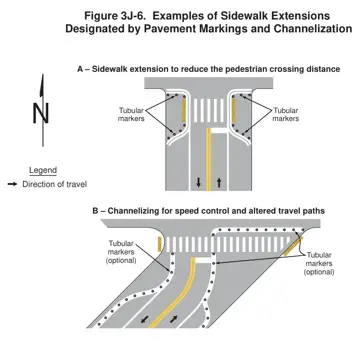 Figure 3J-6. Examples of Sidewalk Extensions
Designated by Pavement Markings and Channelization
A – Sidewalk extension to reduce the pedestrian crossing distance
Tubular
markers
Tubular
markers
N
Legend
Direction of travel
B – Channelizing for speed control and altered travel paths
Tubular
markers
(optional)
Tubular
markers
(optional)